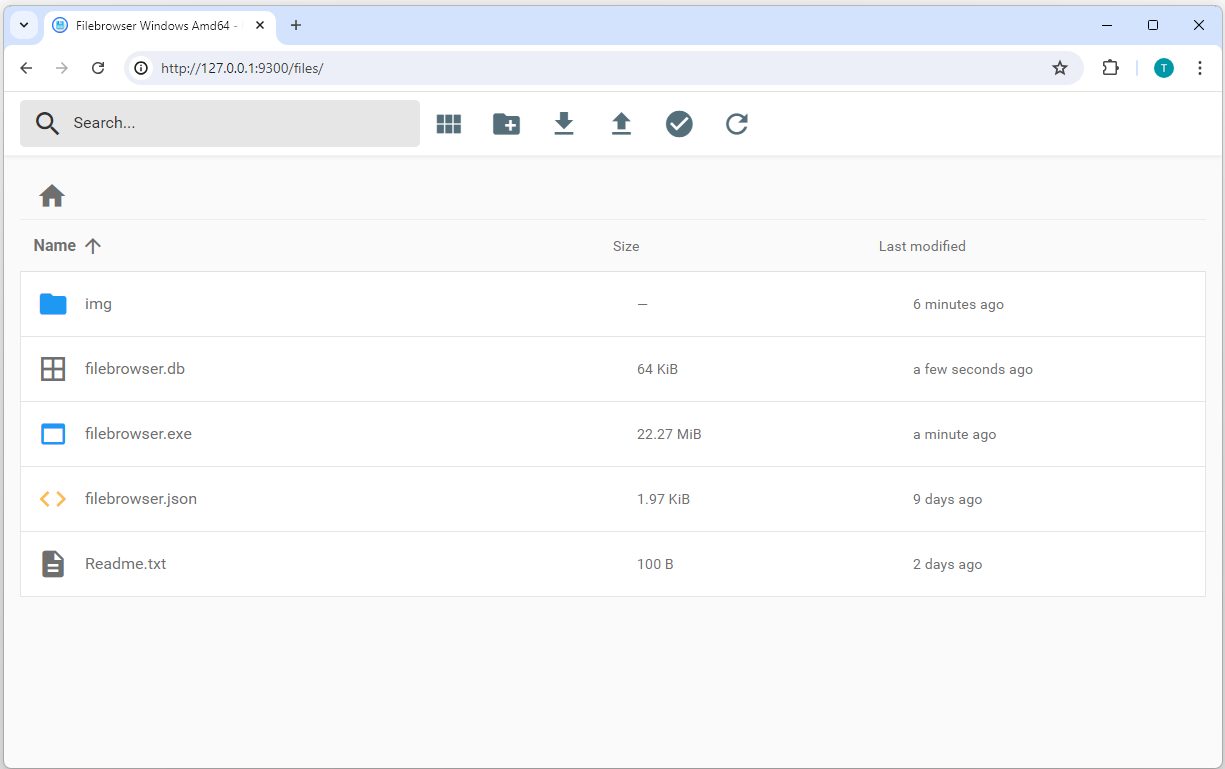 Filebrowser Windows Amd64 -
http://127.0.0.1:9300/files/
T
Search...
Name Size Last modified
img — 6 minutes ago
filebrowser.db 64 KiB a few seconds ago
filebrowser.exe 22.27 MiB a minute ago
filebrowser.json 1.97 KiB 9 days ago
Readme.txt 100 B 2 days ago